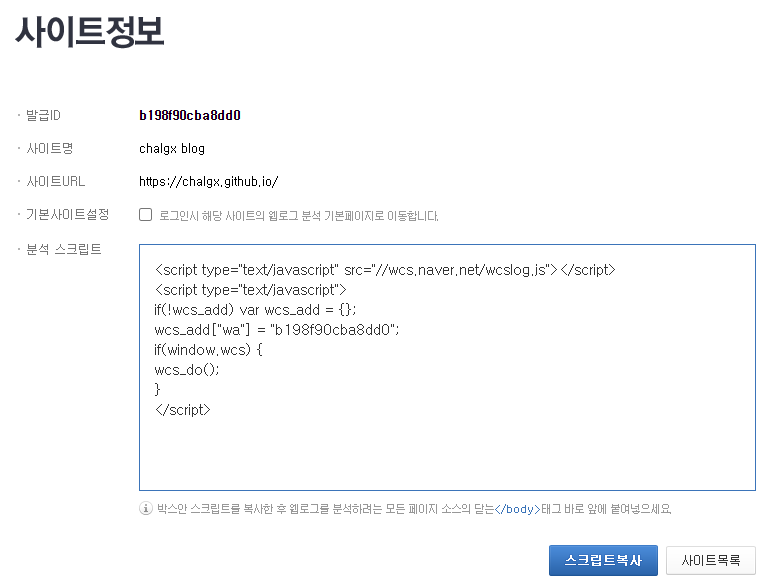 사이트정보
· 발급ID b198f90cba8dd0
· 사이트명 chalgx blog
· 사이트URL https://chalgx.github.io/
· 기본사이트설정 로그인시 해당 사이트의 웹로그 분석 기본페이지로 이동합니다.
· 분석 스크립트
<script type="text/javascript" src="//wcs.naver.net/wcslog.js"></script>
<script type="text/javascript">
if(!wcs_add) var wcs_add = {};
wcs_add["wa"] = "b198f90cba8dd0";
if(window.wcs) {
wcs_do();
}
</script>
박스안 스크립트를 복사한 후 웹로그를 분석하려는 모든 페이지 소스의 닫는</body>태그 바로 앞에 붙여넣으세요.
스크립트복사 사이트목록